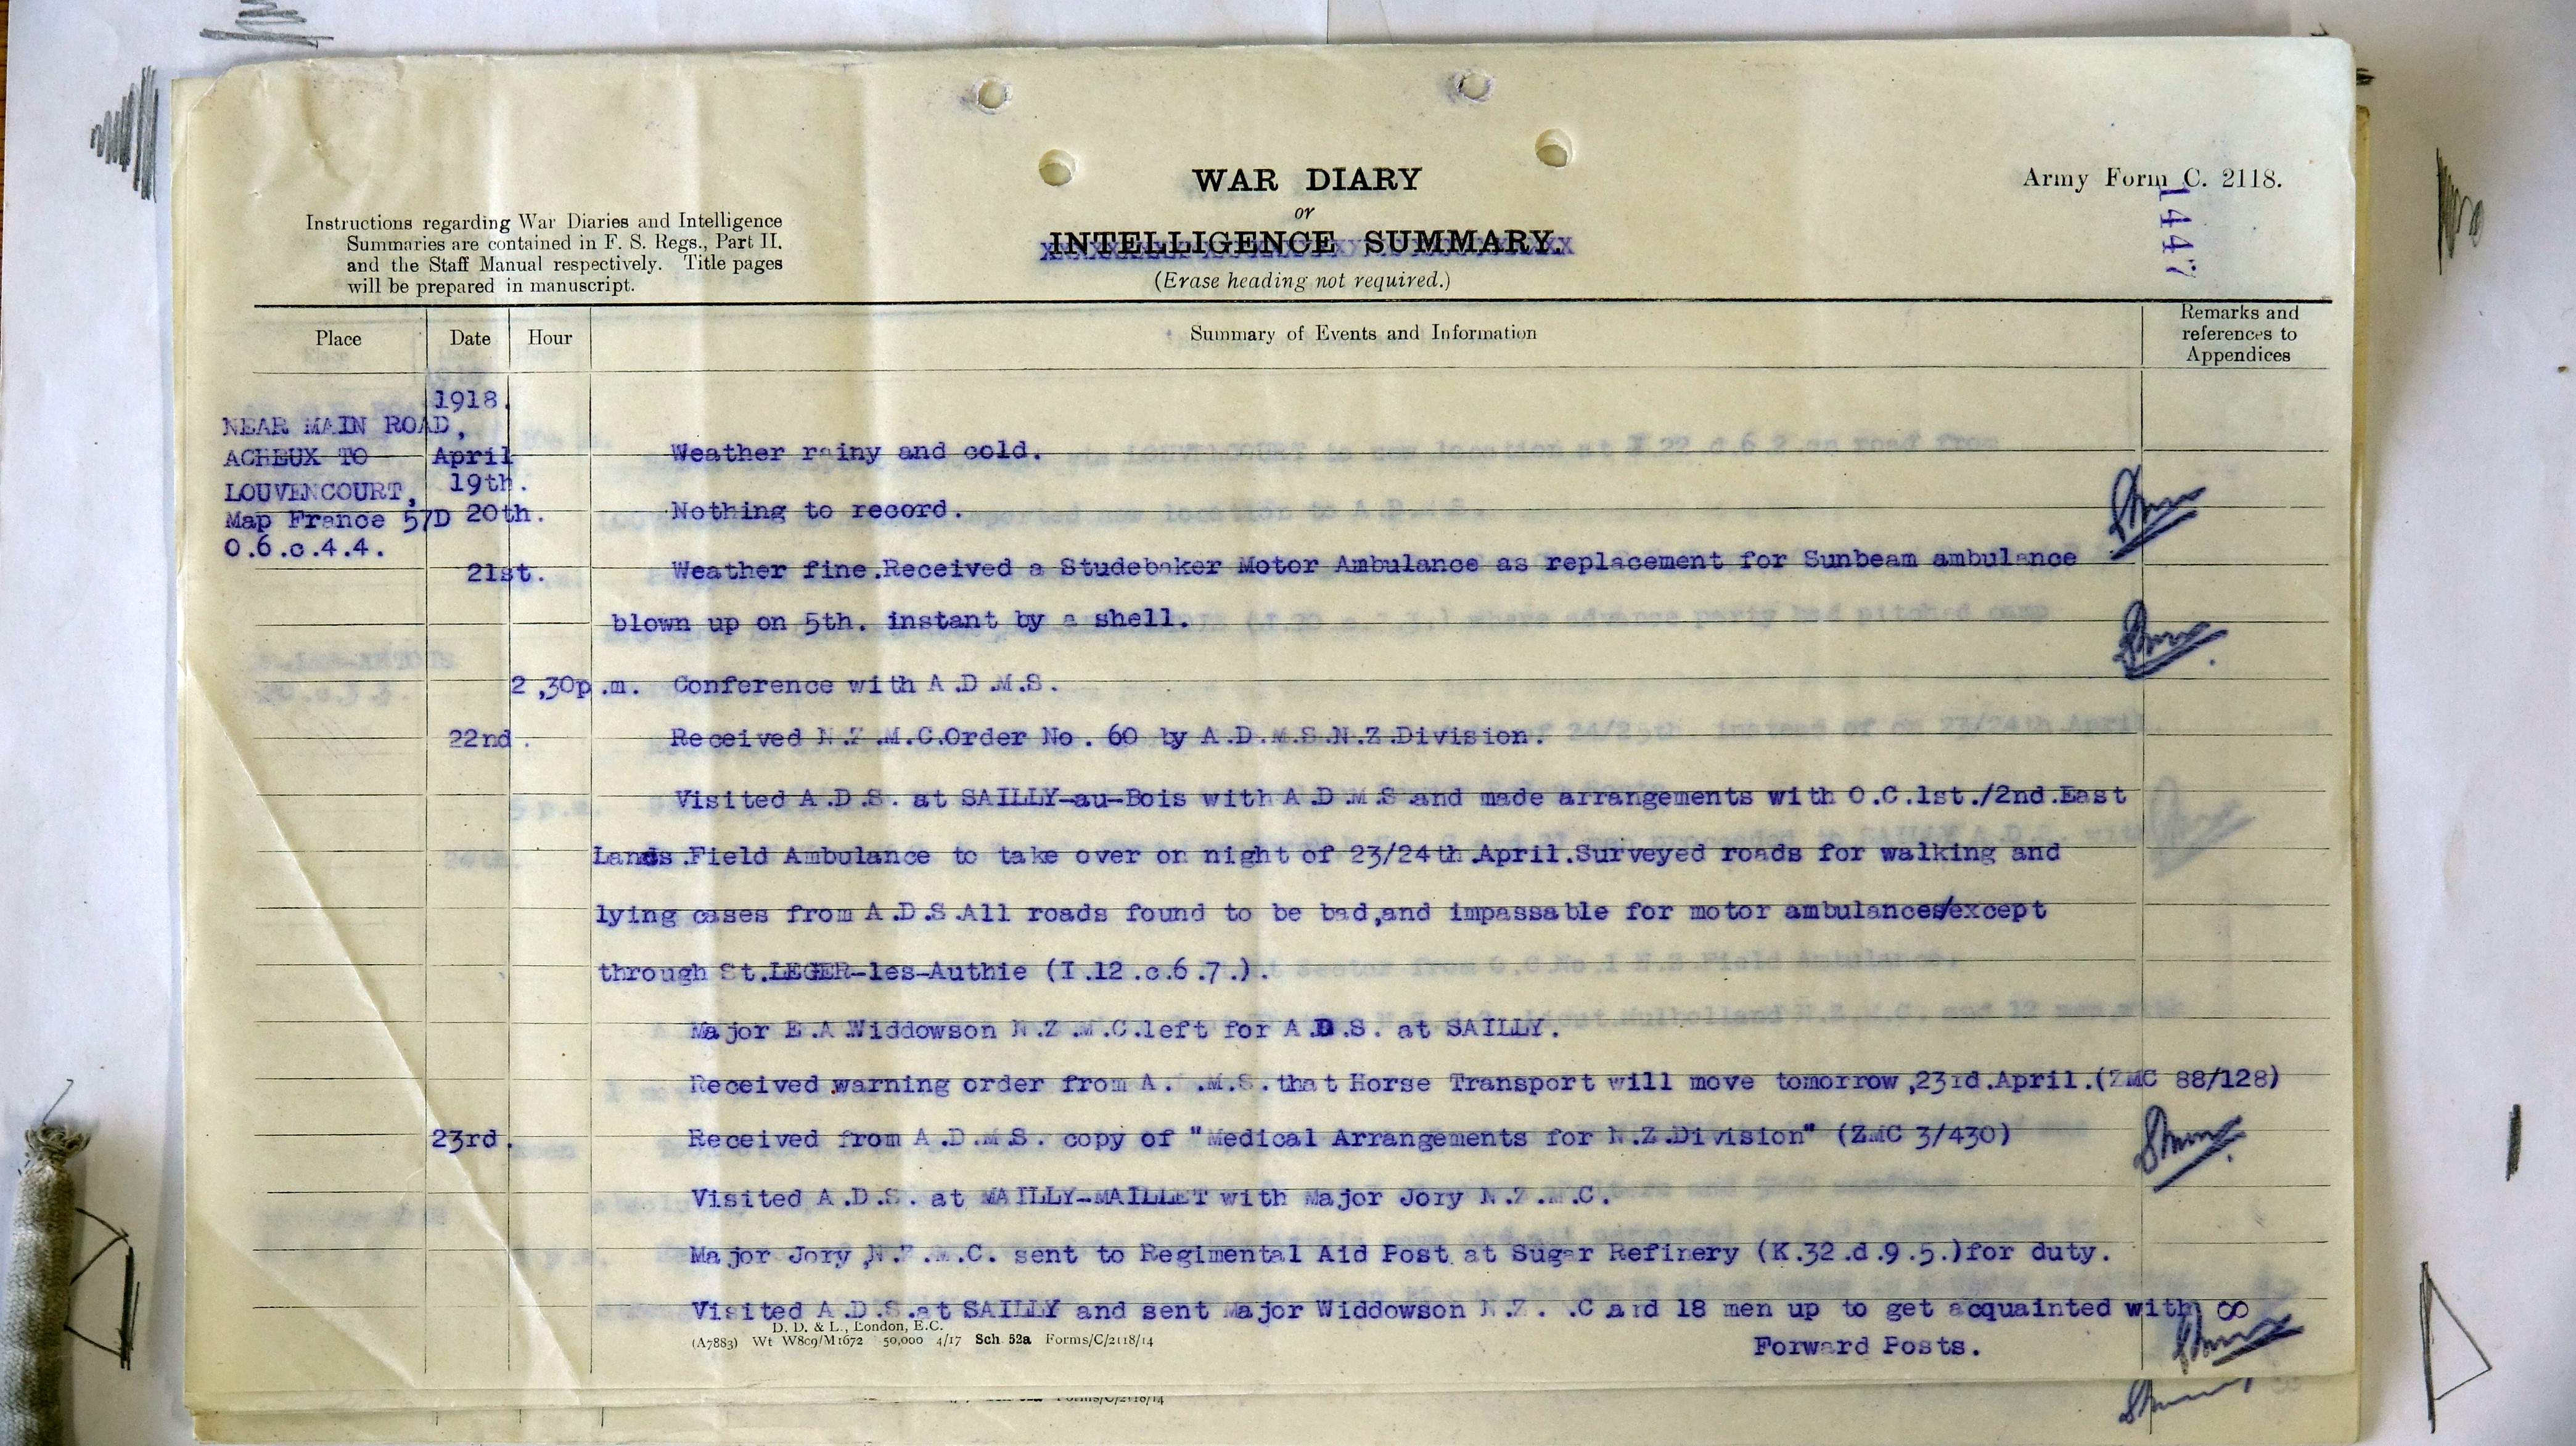 WAR DIARY
or
INTELLIGENCE SUMMARY.
(Erase heading not required.)
Army Form C. 2118.
1447
Instructions regarding War Diaries and Intelligence
Summaries are contained in F. S. Regs., Part II.
and the Staff Manual respectively. Title pages
will be prepared in manuscript.
Place Date Hour Summary of Events and Information Remarks and
references to
Appendices
1918.
NEAR MAIN ROAD,
ACHEUX TO April Weather rainy and cold.
LOUVENCOURT, 19th.
Map France 57D 20th. Nothing to record.
O.6.c.4.4.
21st. Weather fine.Received a Studebaker Motor Ambulance as replacement for Sunbeam ambulance
blown up on 5th. instant by a shell.
2,30p.m. Conference with A.D.M.S.
22nd. Received N.Z.M.C.Order No. 60 by A.D.M.S.N.Z.Division.
Visited A.D.S. at SAILLY-au-Bois with A.D.M.S.and made arrangements with O.C.1st./2nd.East
Lands.Field Ambulance to take over on night of 23/24th.April.Surveyed roads for walking and
lying cases from A.D.S.All roads found to be bad,and impassable for motor ambulances/except
through St.LEGER-les-Authie (I.12.c.6.7.).
Major E.A.Widdowson N.Z.M.C.left for A.D.S. at SAILLY.
Received warning order from A. .M.S.that Horse Transport will move tomorrow,23rd.April.(ZMC 88/128)
23rd. Received from A.D.M.S. copy of "Medical Arrangements for N.Z.Division" (ZMC 3/430)
Visited A.D.S. at MAILLY-MAILLET with Major Jory N.Z.M.C.
Major Jory,N.Z.M.C. sent to Regimental Aid Post at Sugar Refinery (K.32.d.9.5.)for duty.
Visited A.D.S.at SAILLY and sent Major Widdowson N.Z. .C.and 18 men up to get acquainted with
Forward Posts.
8
D. D. & L., London, E.C.
(A7883) Wt W809/M1672 50,000 4/17 Sch. 52a Forms/C/2118/14